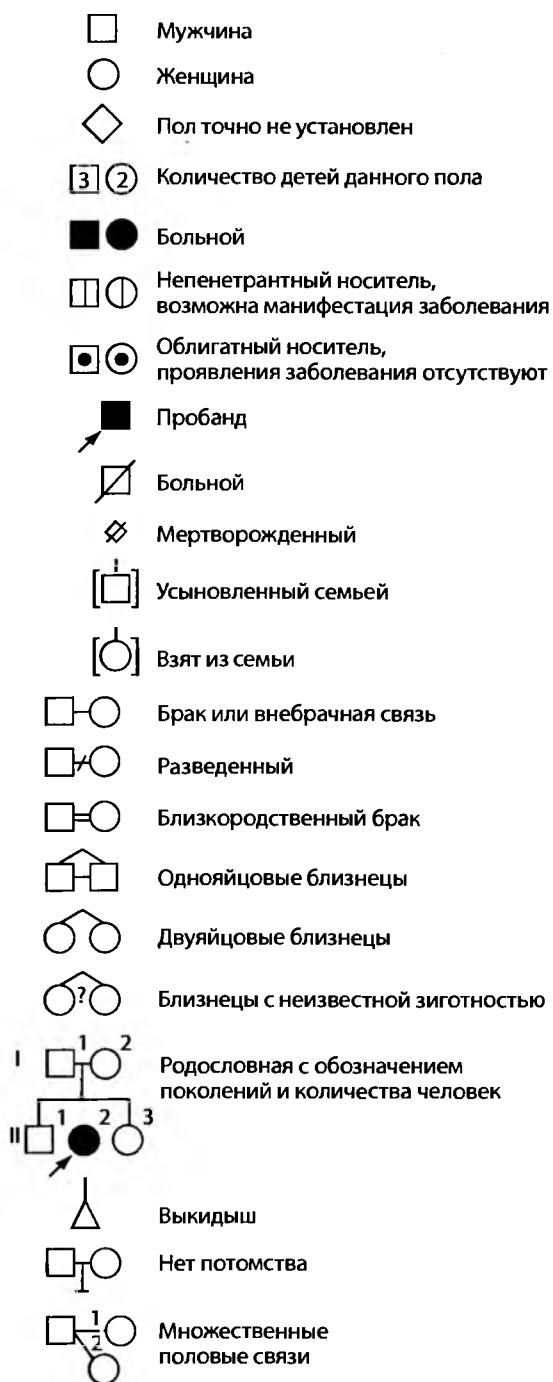 Мужчина
Женщина
Пол точно не установлен
3 2 Количество детей данного пола
Больной
Непенетрантный носитель,
возможна манифестация заболевания
Облигатный носитель,
проявления заболевания отсутствуют
Пробанд
Больной
Мертворожденный
Усыновленный семьей
Взят из семьи
Брак или внебрачная связь
Разведенный
Близкородственный брак
Однояйцовые близнецы
Двуяйцовые близнецы
? Близнецы с неизвестной зиготностью
I 1 2 Родословная с обозначением
поколений и количества человек
II 1 2 3
Выкидыш
Нет потомства
1 Множественные
2 половые связи